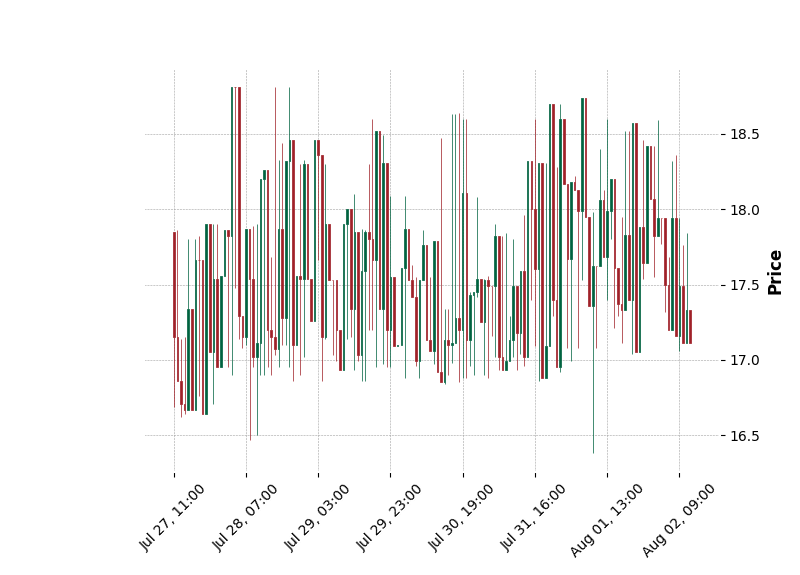 18.5
18.0
17.5
17.0
16.5
Price
Jul 27, 11:00
Jul 28, 07:00
Jul 29, 03:00
Jul 29, 23:00
Jul 30, 19:00
Jul 31, 16:00
Aug 01, 13:00
Aug 02, 09:00